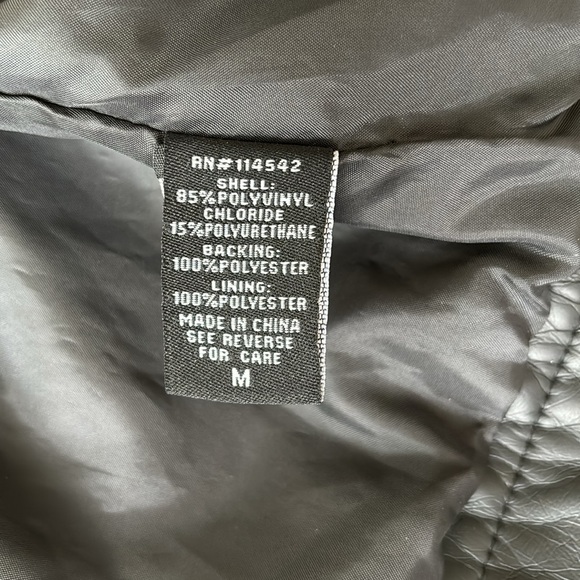 RN#114542
SHELL:
85%POLYVINYL
CHLORIDE
15%POLYURETHANE
BACKING:
100%POLYESTER
LINING:
100%POLYESTER
MADE IN CHINA
SEE REVERSE
FOR CARE
M